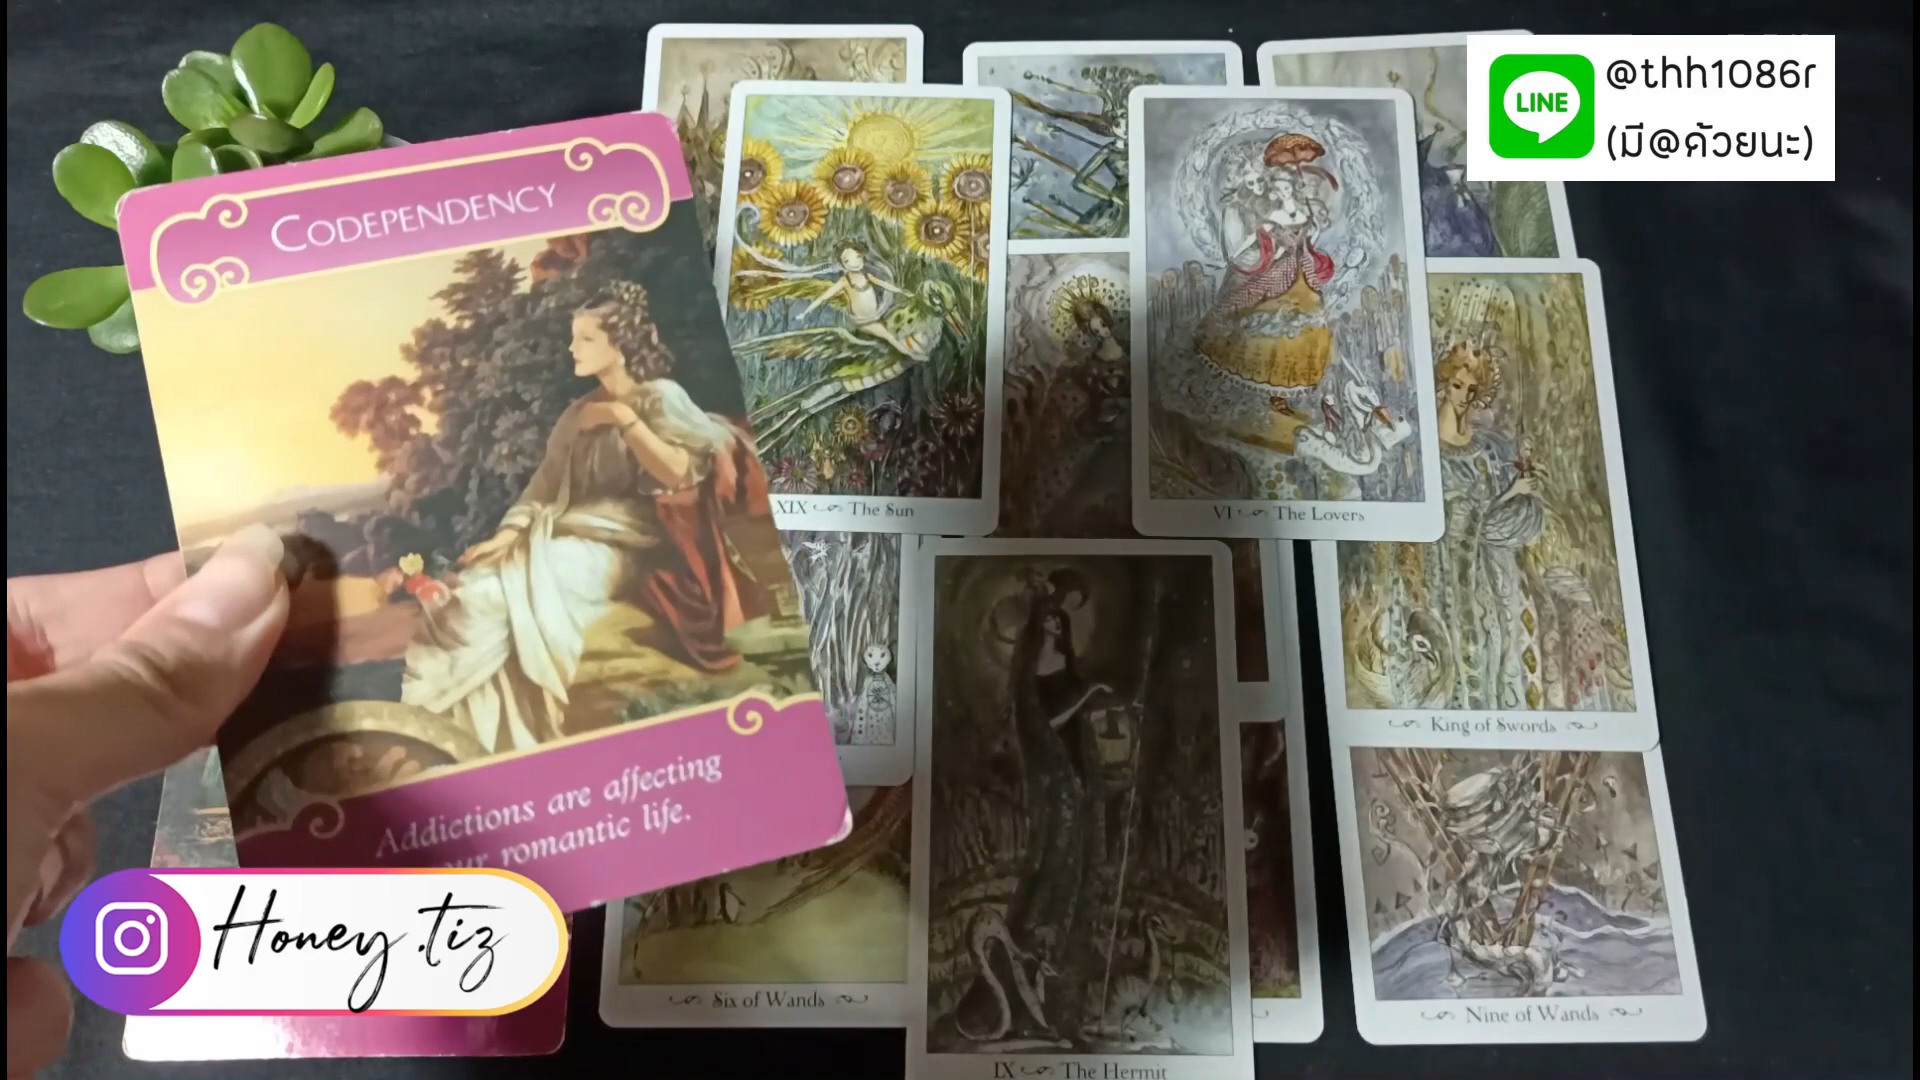 LINE
@thh1086r
(มี@ด้วยนะ)
CODEPENDENCY
XIX The Sun
VI The Lovers
King of Swords
Addictions are affecting
your romantic life.
Honey.tiz
Six of Wands
Nine of Wands
IX The Hermit